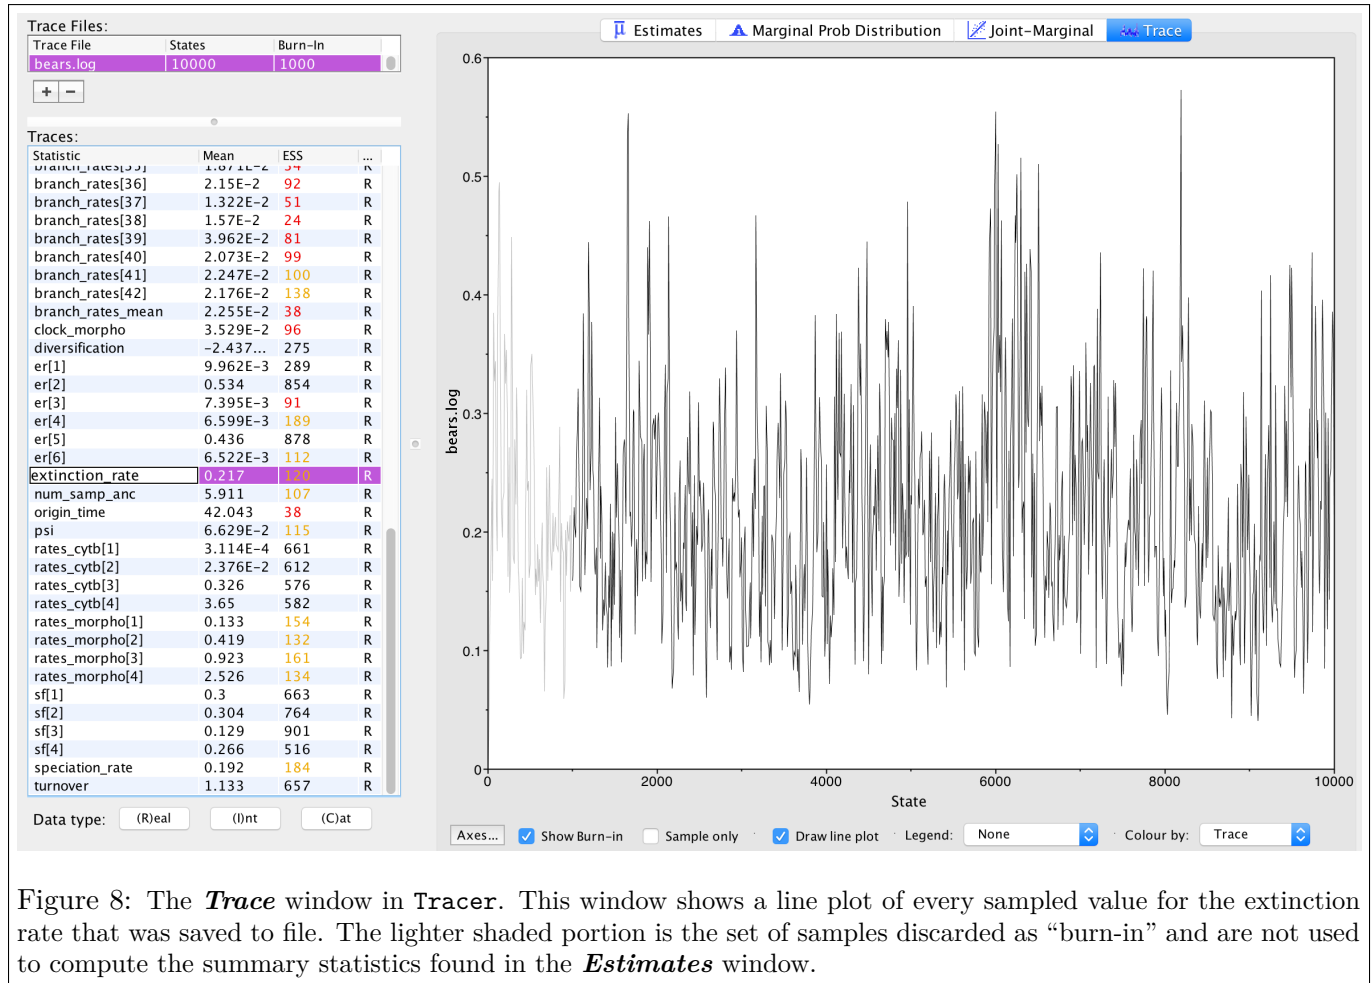 Trace Files:
Trace File States Burn-In
bears.log 10000 1000
+ −
Traces:
Statistic Mean ESS ...
branch_rates[35] 1.871E-2 54 R
branch_rates[36] 2.15E-2 92 R
branch_rates[37] 1.322E-2 51 R
branch_rates[38] 1.57E-2 24 R
branch_rates[39] 3.962E-2 81 R
branch_rates[40] 2.073E-2 99 R
branch_rates[41] 2.247E-2 100 R
branch_rates[42] 2.176E-2 138 R
branch_rates_mean 2.255E-2 38 R
clock_morpho 3.529E-2 96 R
diversification -2.437... 275 R
er[1] 9.962E-3 289 R
er[2] 0.534 854 R
er[3] 7.395E-3 91 R
er[4] 6.599E-3 189 R
er[5] 0.436 878 R
er[6] 6.522E-3 112 R
extinction_rate 0.217 120 R
num_samp_anc 5.911 107 R
origin_time 42.043 38 R
psi 6.629E-2 115 R
rates_cytb[1] 3.114E-4 661 R
rates_cytb[2] 2.376E-2 612 R
rates_cytb[3] 0.326 576 R
rates_cytb[4] 3.65 582 R
rates_morpho[1] 0.133 154 R
rates_morpho[2] 0.419 132 R
rates_morpho[3] 0.923 161 R
rates_morpho[4] 2.526 134 R
sf[1] 0.3 663 R
sf[2] 0.304 764 R
sf[3] 0.129 901 R
sf[4] 0.266 516 R
speciation_rate 0.192 184 R
turnover 1.133 657 R
Data type: (R)eal (I)nt (C)at
μ Estimates Marginal Prob Distribution Joint-Marginal Trace
0.6
0.5
0.4
0.3
0.2
0.1
0
bears.log
0 2000 4000 6000 8000 10000
State
Axes... Show Burn-in Sample only Draw line plot Legend: None Colour by: Trace
Figure 8: The Trace window in Tracer. This window shows a line plot of every sampled value for the extinction
rate that was saved to file. The lighter shaded portion is the set of samples discarded as “burn-in” and are not used
to compute the summary statistics found in the Estimates window.